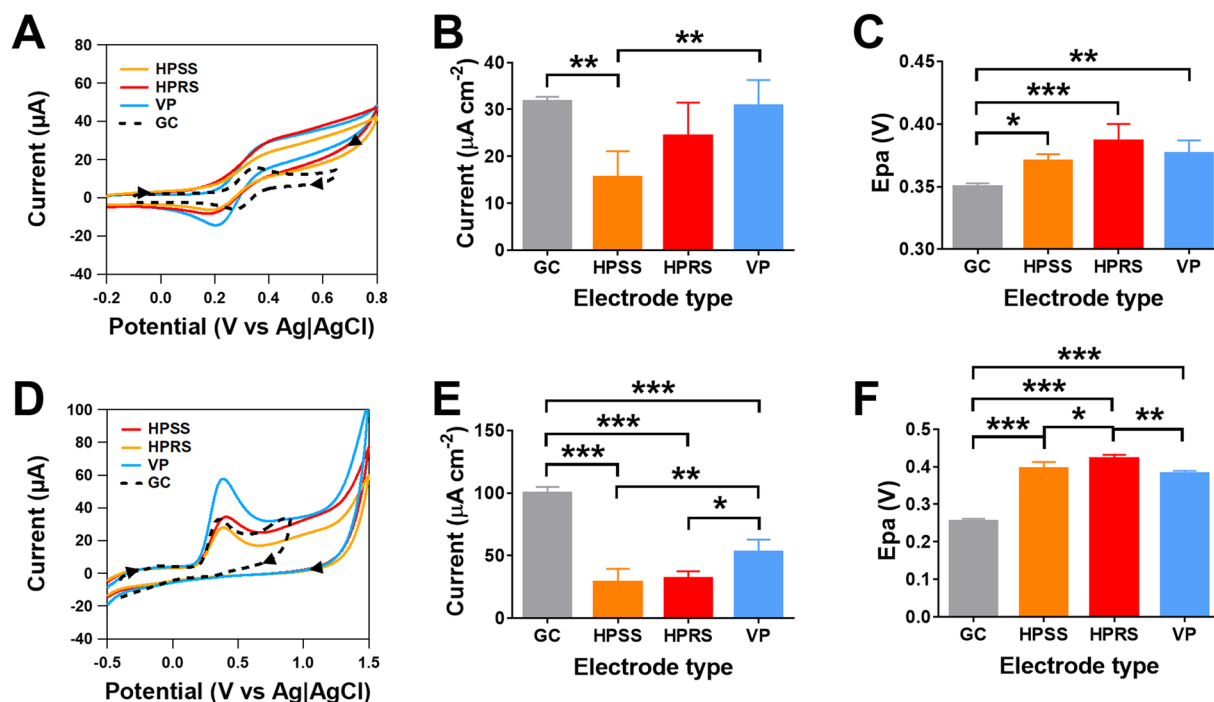 A
80
60
40
20
0
-20
-40
Current (µA)
HPSS
HPRS
VP
GC
-0.2
0.0
0.2
0.4
0.6
0.8
Potential (V vs Ag|AgCl)
B
** **
40
30
20
10
0
Current (µA cm⁻²)
GC HPSS HPRS VP
Electrode type
C
**
***
*
0.40
0.35
0.30
Epa (V)
GC HPSS HPRS VP
Electrode type
D
100
80
60
40
20
0
-20
-40
Current (µA)
HPSS
HPRS
VP
GC
-0.5
0.0
0.5
1.0
1.5
Potential (V vs Ag|AgCl)
E
***
***
*** **
*
150
100
50
0
Current (µA cm⁻²)
GC HPSS HPRS VP
Electrode type
F
***
***
*** * **
0.5
0.4
0.3
0.2
0.1
0.0
Epa (V)
GC HPSS HPRS VP
Electrode type